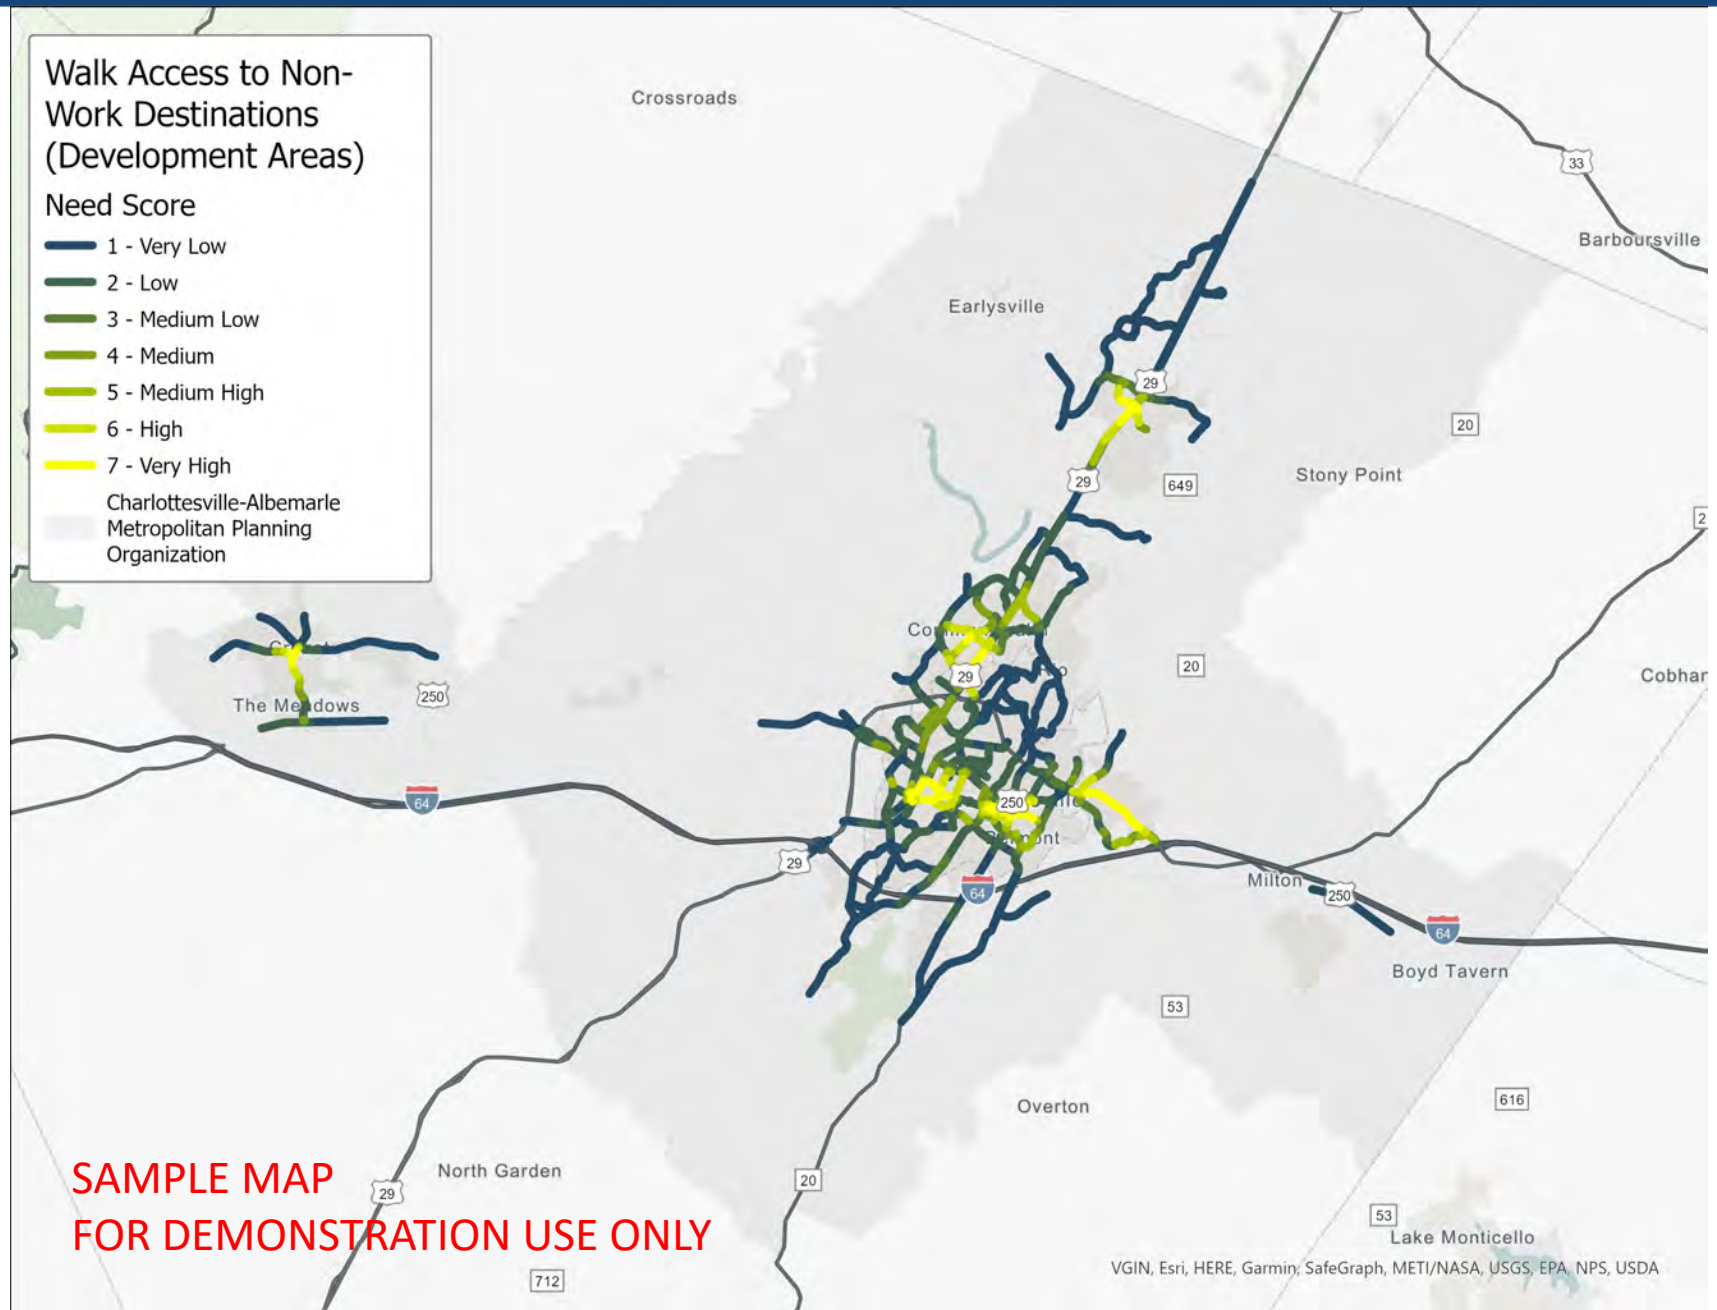 Walk Access to Non-
Work Destinations
(Development Areas)
Need Score
1 - Very Low
2 - Low
3 - Medium Low
4 - Medium
5 - Medium High
6 - High
7 - Very High
Charlottesville-Albemarle
Metropolitan Planning
Organization
Crossroads
33
Barboursville
Earlysville
29
20
Stony Point
29
649
2
20
Cobham
29
The Meadows
250
64
250
29
64
Milton
250
64
Boyd Tavern
53
Overton
616
North Garden
20
29
SAMPLE MAP
FOR DEMONSTRATION USE ONLY
53
Lake Monticello
712
VGIN, Esri, HERE, Garmin, SafeGraph, METI/NASA, USGS, EPA, NPS, USDA